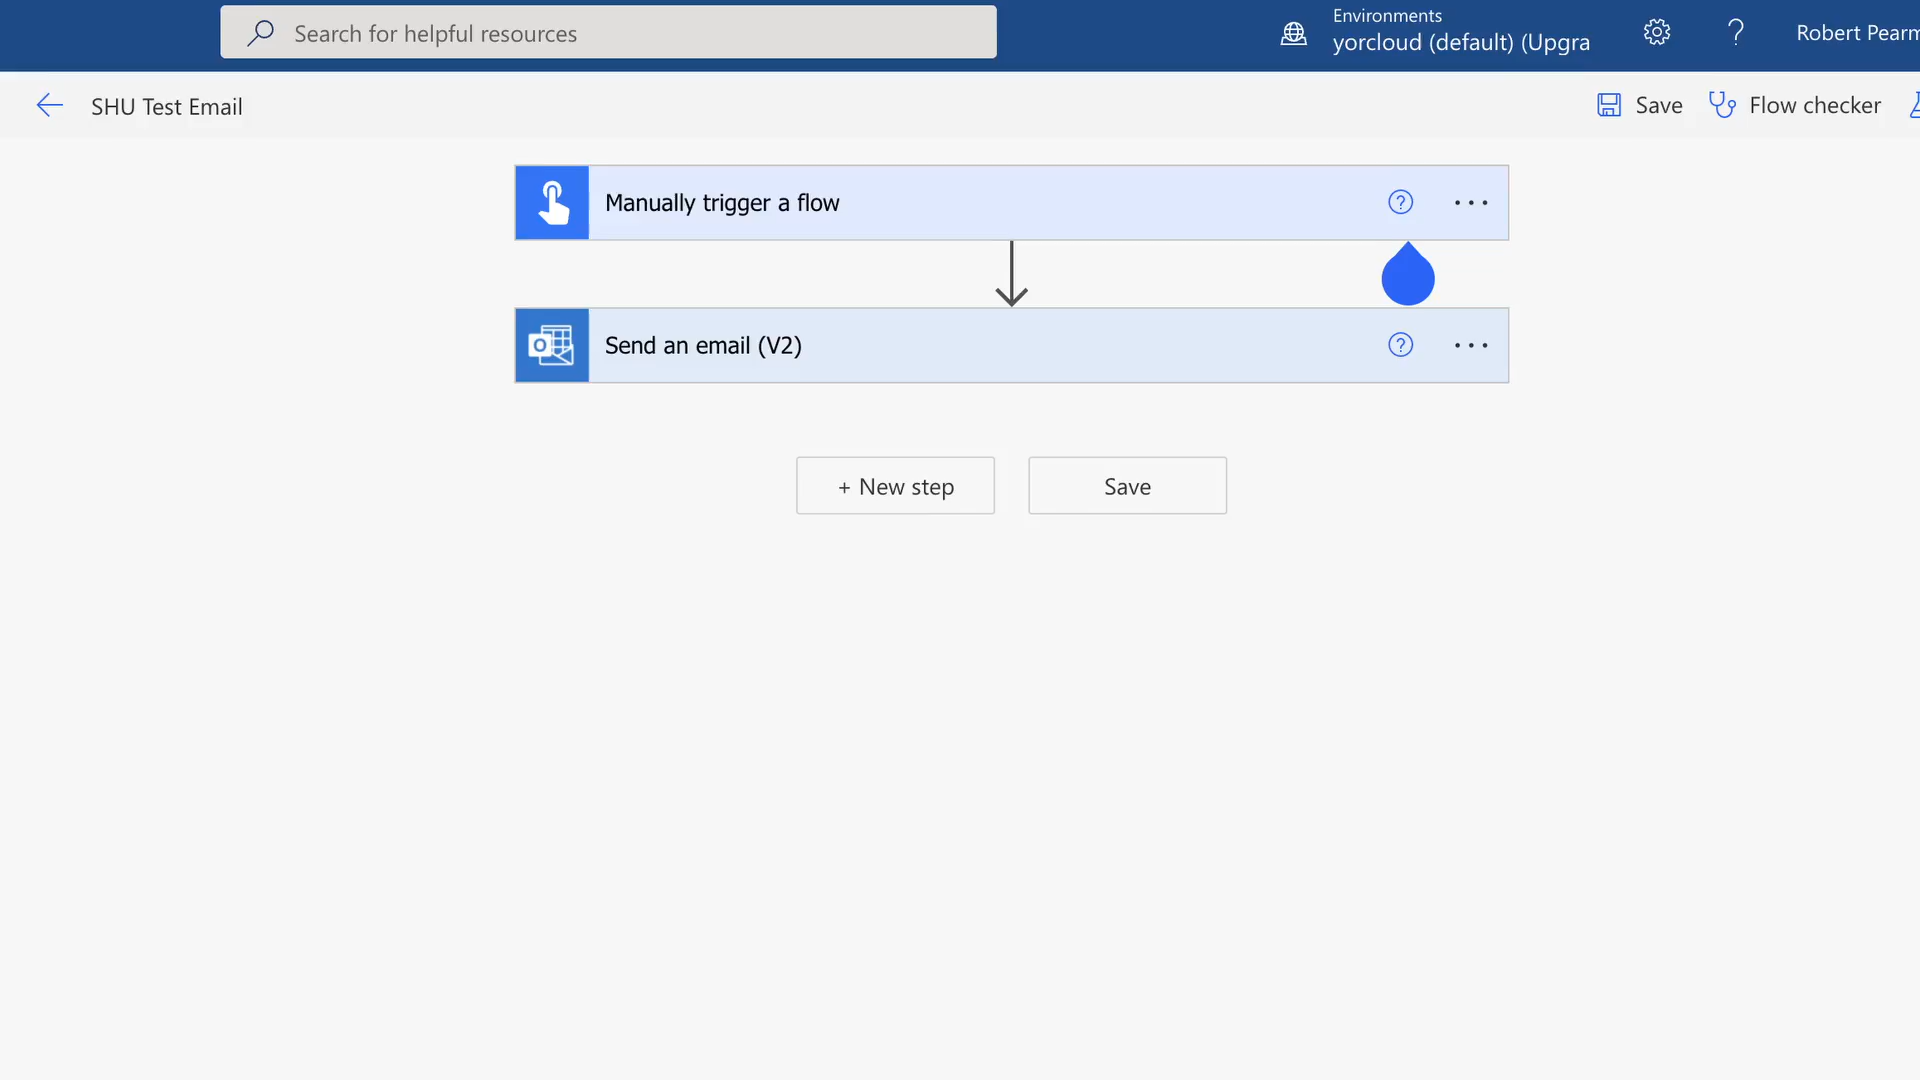 Search for helpful resources
Environments
yorcloud (default) (Upgra
Robert Pearm
SHU Test Email
Save
Flow checker
Manually trigger a flow
Send an email (V2)
+ New step
Save